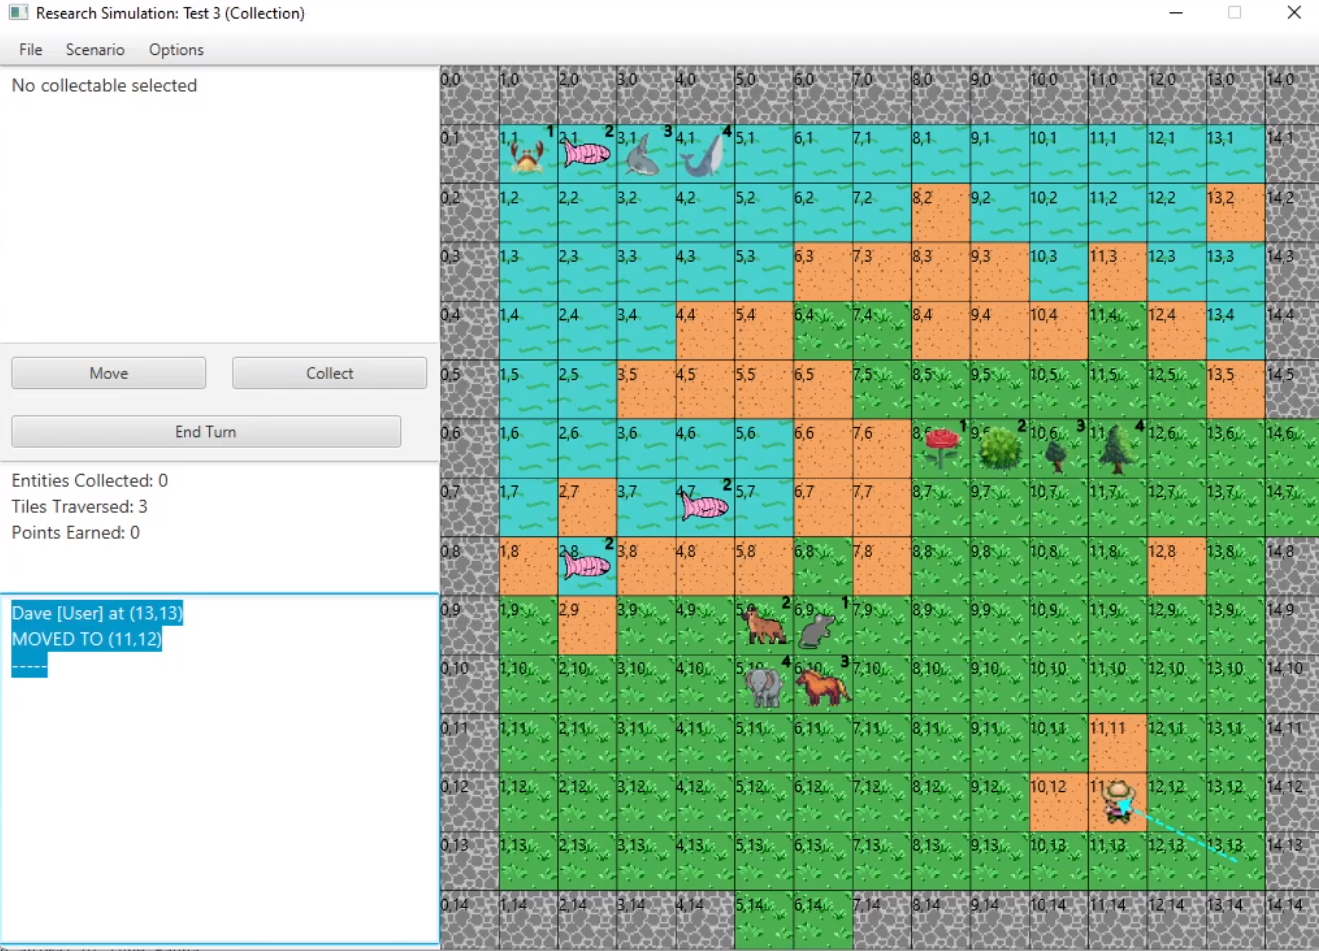 Research Simulation: Test 3 (Collection)
File Scenario Options
No collectable selected
Move Collect
End Turn
Entities Collected: 0
Tiles Traversed: 3
Points Earned: 0
Dave [User] at (13,13)
MOVED TO (11,12)
-----
0,0 1,0 2,0 3,0 4,0 5,0 6,0 7,0 8,0 9,0 10,0 11,0 12,0 13,0 14,0
0,1 1,1 1 2,1 2 3,1 3 4,1 4 5,1 6,1 7,1 8,1 9,1 10,1 11,1 12,1 13,1 14,1
0,2 1,2 2,2 3,2 4,2 5,2 6,2 7,2 8,2 9,2 10,2 11,2 12,2 13,2 14,2
0,3 1,3 2,3 3,3 4,3 5,3 6,3 7,3 8,3 9,3 10,3 11,3 12,3 13,3 14,3
0,4 1,4 2,4 3,4 4,4 5,4 6,4 7,4 8,4 9,4 10,4 11,4 12,4 13,4 14,4
0,5 1,5 2,5 3,5 4,5 5,5 6,5 7,5 8,5 9,5 10,5 11,5 12,5 13,5 14,5
0,6 1,6 2,6 3,6 4,6 5,6 6,6 7,6 8,6 1 9,6 2 10,6 3 11 4 12,6 13,6 14,6
0,7 1,7 2,7 3,7 4,7 2 5,7 6,7 7,7 8,7 9,7 10,7 11,7 12,7 13,7 14,7
0,8 1,8 2,8 2 3,8 4,8 5,8 6,8 7,8 8,8 9,8 10,8 11,8 12,8 13,8 14,8
0,9 1,9 2,9 3,9 4,9 5 2 6,9 1 7,9 8,9 9,9 10,9 11,9 12,9 13,9 14,9
0,10 1,10 2,10 3,10 4,10 5,10 4 6,10 3 7,10 8,10 9,10 10,10 11,10 12,10 13,10 14,10
0,11 1,11 2,11 3,11 4,11 5,11 6,11 7,11 8,11 9,11 10,11 11,11 12,11 13,11 14,11
0,12 1,12 2,12 3,12 4,12 5,12 6,12 7,12 8,12 9,12 10,12 11 12,12 13,12 14,12
0,13 1,13 2,13 3,13 4,13 5,13 6,13 7,13 8,13 9,13 10,13 11,13 12,13 13,13 14,13
0,14 1,14 2,14 3,14 4,14 5,14 6,14 7,14 8,14 9,14 10,14 11,14 12,14 13,14 14,14